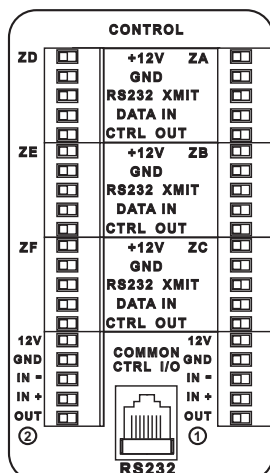 CONTROL
ZD +12V ZA
GND
RS232 XMIT
DATA IN
CTRL OUT
ZE +12V ZB
GND
RS232 XMIT
DATA IN
CTRL OUT
ZF +12V ZC
GND
RS232 XMIT
DATA IN
CTRL OUT
12V 12V
GND COMMON GND
IN - CTRL I/O IN -
IN + IN +
OUT OUT
2 1
RS232